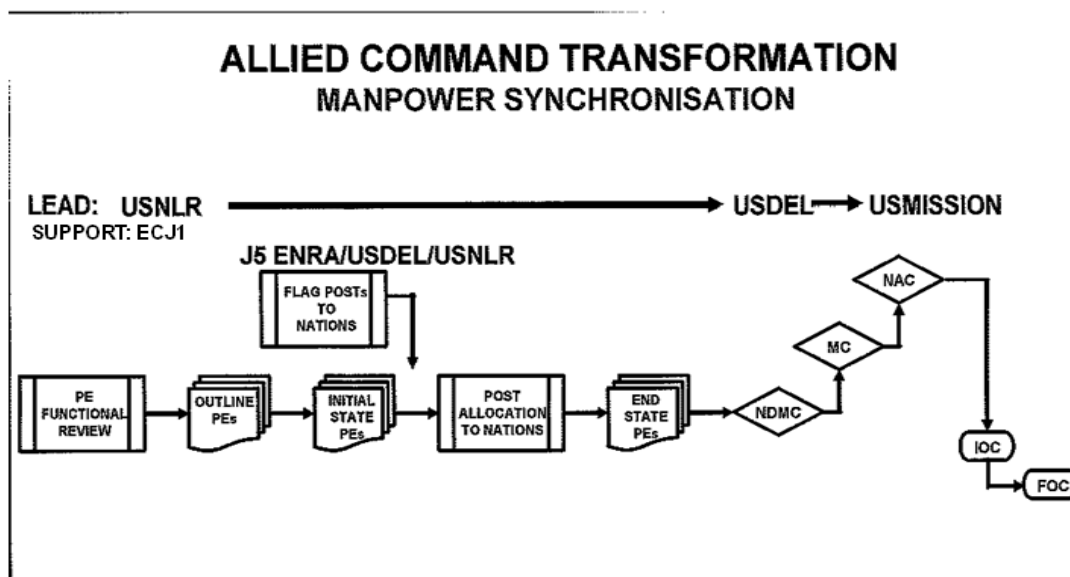 ALLIED COMMAND TRANSFORMATION
MANPOWER SYNCHRONISATION
LEAD: USNLR
USDEL
USMISSION
SUPPORT: ECJ1
J5 ENRA/USDEL/USNLR
FLAG POSTs
TO
NATIONS
NAC
MC
PE
FUNCTIONAL
REVIEW
OUTLINE
PEs
INITIAL
STATE
PEs
POST
ALLOCATION
TO NATIONS
END
STATE
PEs
NDMC
IOC
FOC